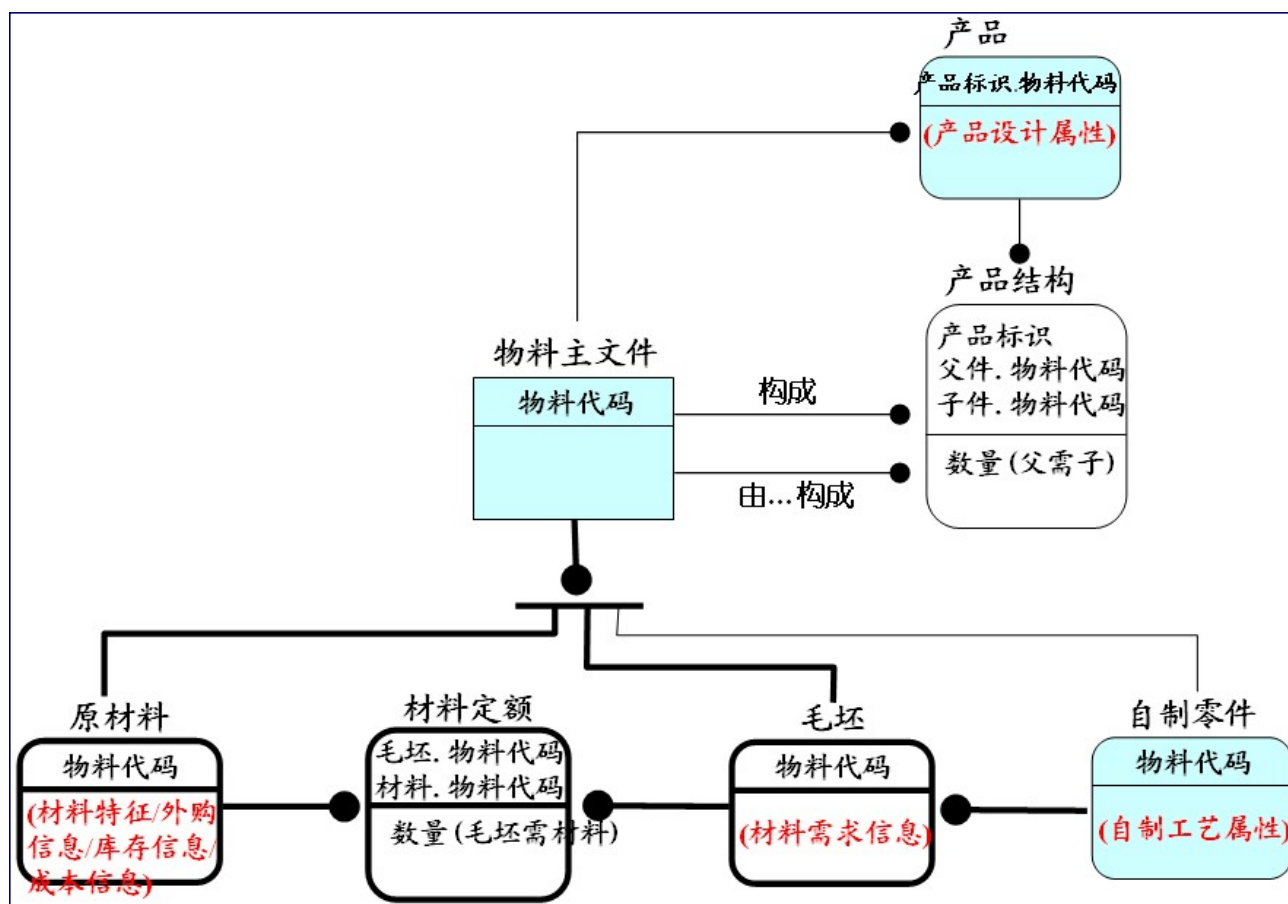 产品
产品标识.物料代码
(产品设计属性)
产品结构
产品标识
父件.物料代码
子件.物料代码
数量(父需子)
物料主文件
物料代码
构成
由...构成
原材料
物料代码
(材料特征/外购
信息/库存信息/
成本信息)
材料定额
毛坯.物料代码
材料.物料代码
数量(毛坯需材料)
毛坯
物料代码
(材料需求信息)
自制零件
物料代码
(自制工艺属性)